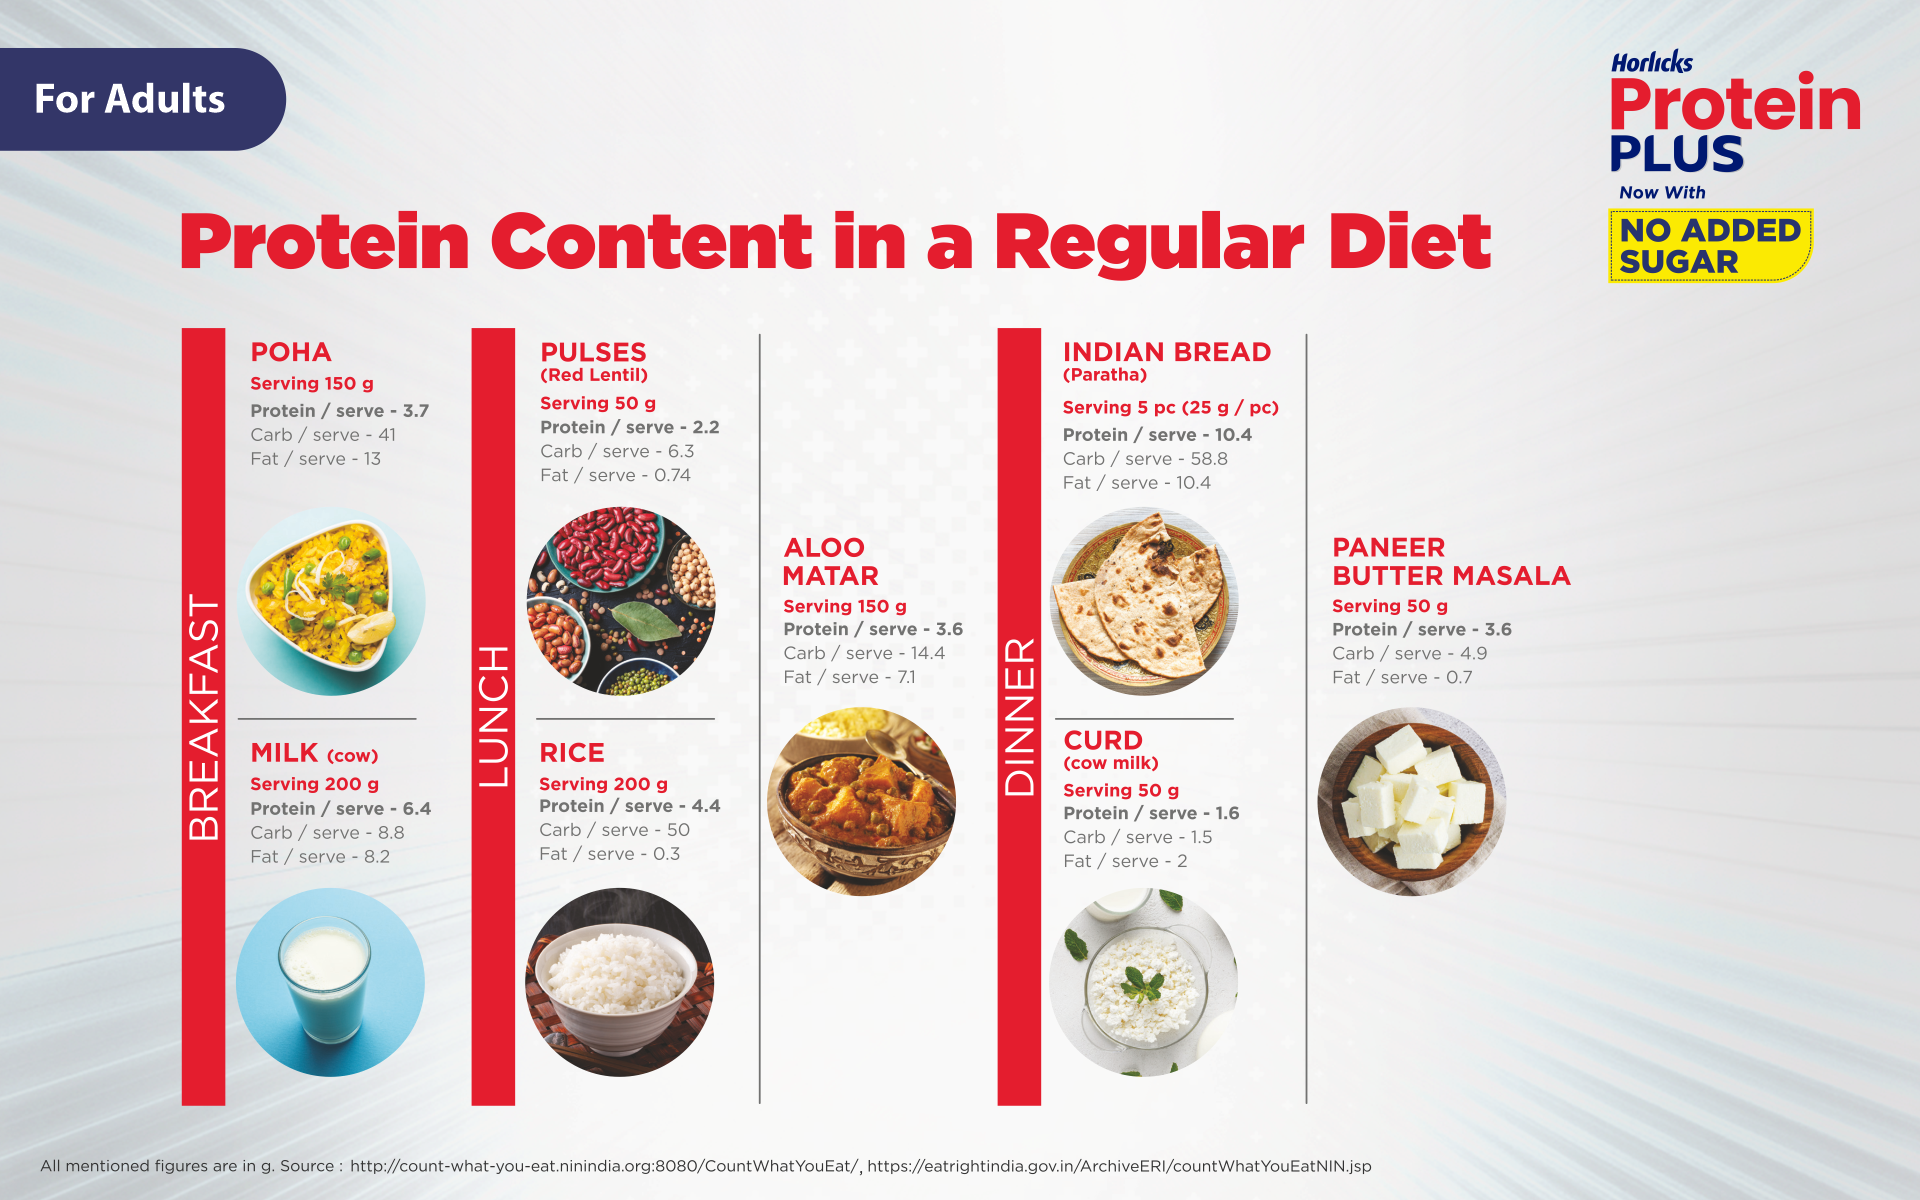 For Adults
Horlicks
Protein
PLUS
Now With
NO ADDED
SUGAR
Protein Content in a Regular Diet
BREAKFAST
POHA
Serving 150 g
Protein / serve - 3.7
Carb / serve - 41
Fat / serve - 13
MILK (cow)
Serving 200 g
Protein / serve - 6.4
Carb / serve - 8.8
Fat / serve - 8.2
LUNCH
PULSES
(Red Lentil)
Serving 50 g
Protein / serve - 2.2
Carb / serve - 6.3
Fat / serve - 0.74
RICE
Serving 200 g
Protein / serve - 4.4
Carb / serve - 50
Fat / serve - 0.3
ALOO
MATAR
Serving 150 g
Protein / serve - 3.6
Carb / serve - 14.4
Fat / serve - 7.1
DINNER
INDIAN BREAD
(Paratha)
Serving 5 pc (25 g / pc)
Protein / serve - 10.4
Carb / serve - 58.8
Fat / serve - 10.4
CURD
(cow milk)
Serving 50 g
Protein / serve - 1.6
Carb / serve - 1.5
Fat / serve - 2
PANEER
BUTTER MASALA
Serving 50 g
Protein / serve - 3.6
Carb / serve - 4.9
Fat / serve - 0.7
All mentioned figures are in g. Source : http://count-what-you-eat.ninindia.org:8080/CountWhatYouEat/, https://eatrightindia.gov.in/ArchiveERI/countWhatYouEatNIN.jsp